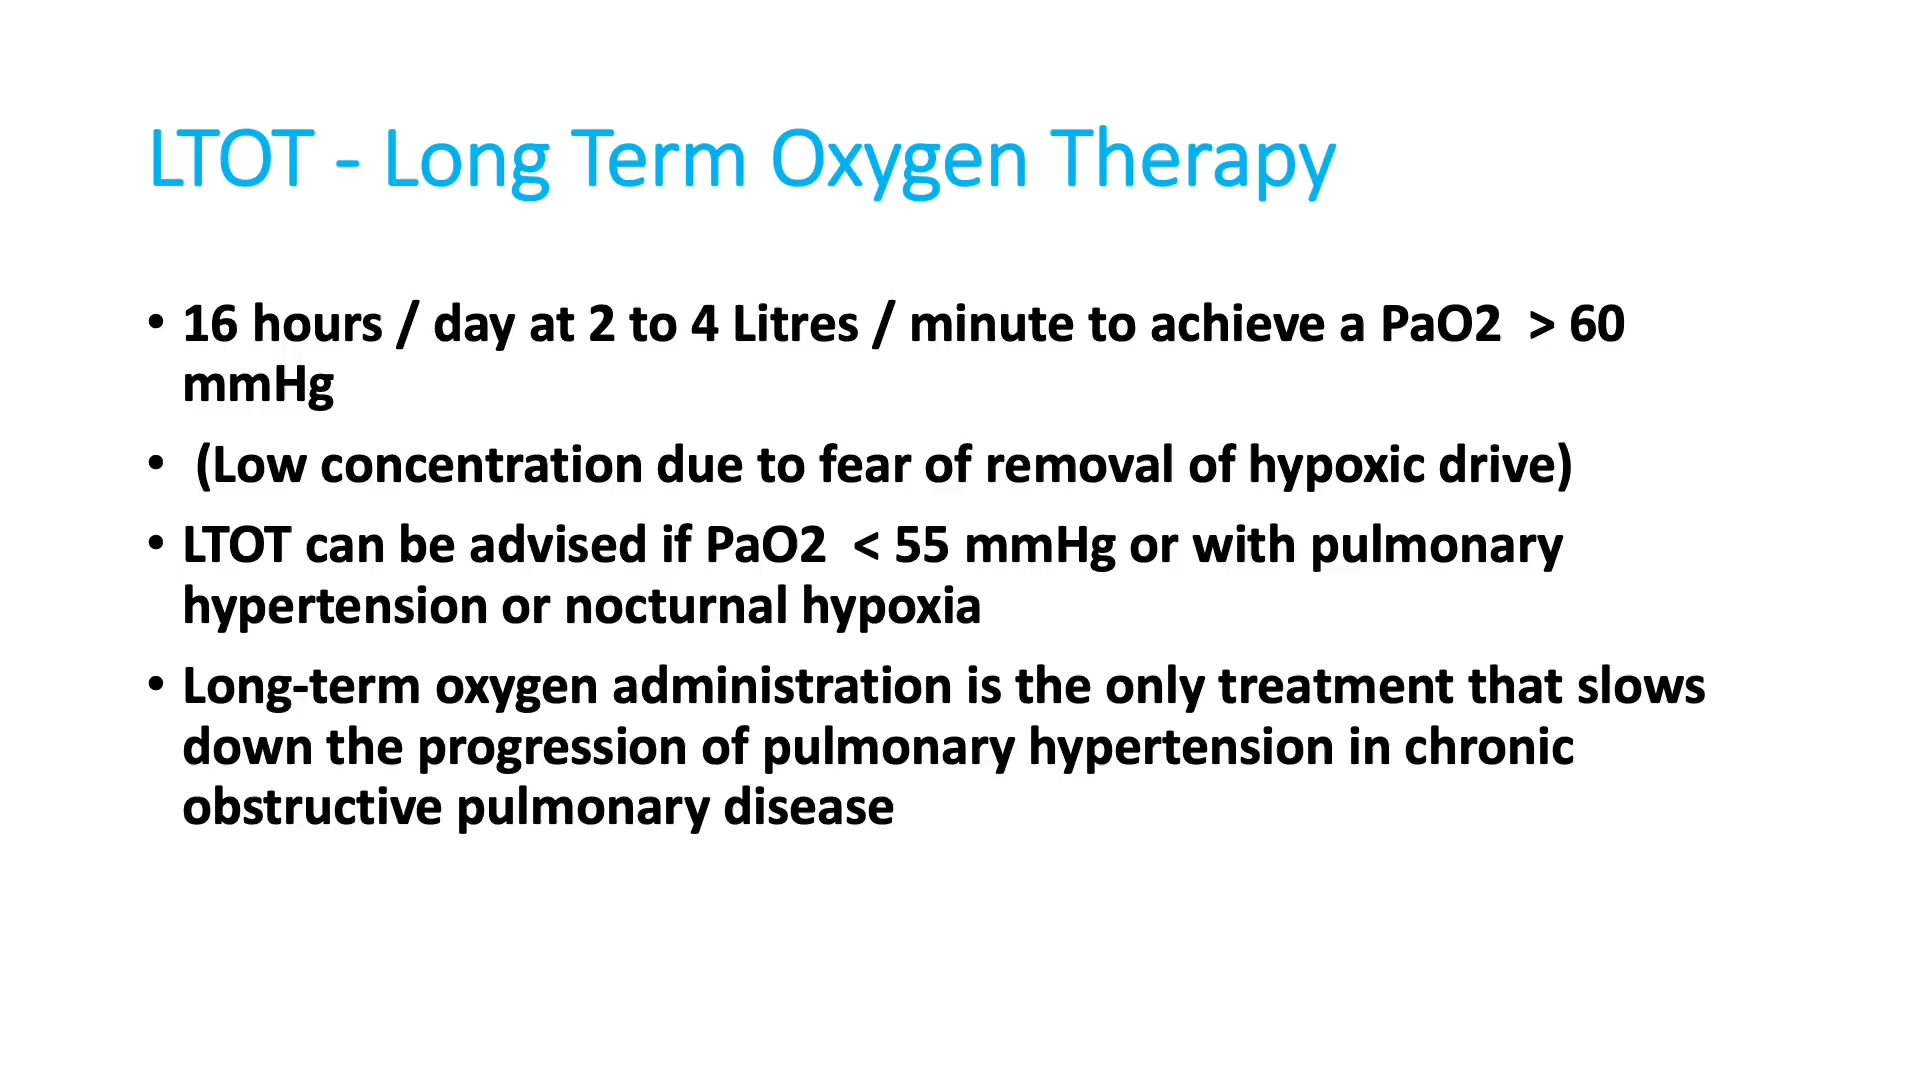 LTOT - Long Term Oxygen Therapy
• 16 hours / day at 2 to 4 Litres / minute to achieve a PaO2  > 60
mmHg
•  (Low concentration due to fear of removal of hypoxic drive)
• LTOT can be advised if PaO2  < 55 mmHg or with pulmonary
hypertension or nocturnal hypoxia
• Long-term oxygen administration is the only treatment that slows
down the progression of pulmonary hypertension in chronic
obstructive pulmonary disease